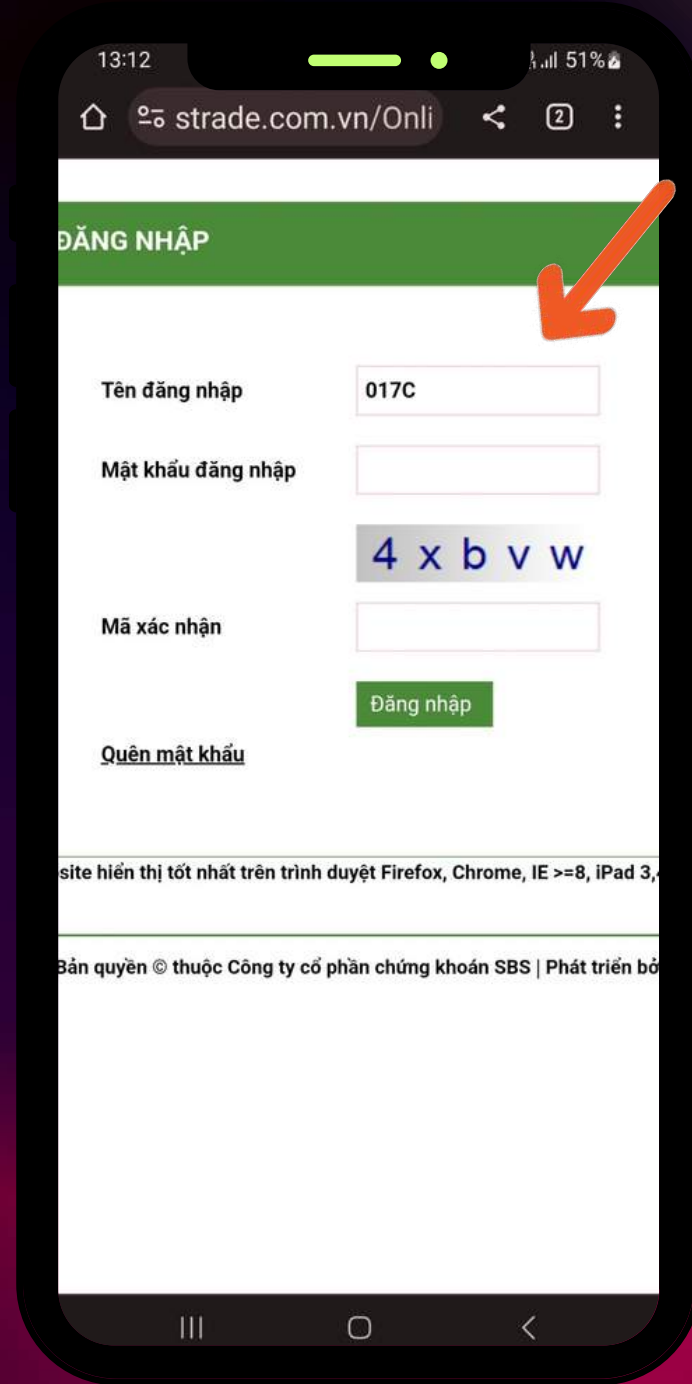 13:12
51%
strade.com.vn/Onli
2
ĐĂNG NHẬP
Tên đăng nhập
017C
Mật khẩu đăng nhập
4 x b v w
Mã xác nhận
Đăng nhập
Quên mật khẩu
site hiển thị tốt nhất trên trình duyệt Firefox, Chrome, IE >=8, iPad 3,
Bản quyền © thuộc Công ty cổ phần chứng khoán SBS | Phát triển bở